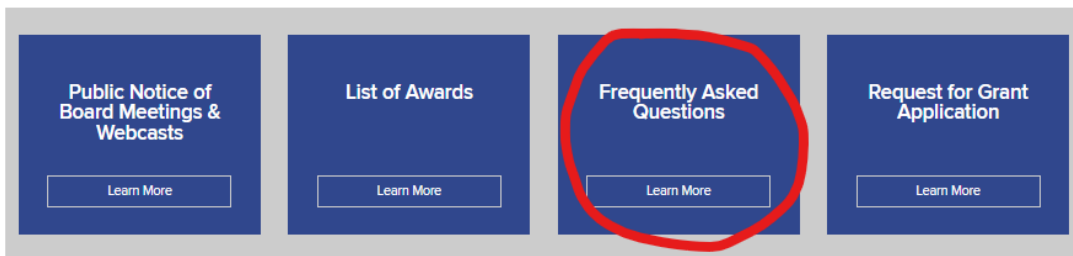 Public Notice of
Board Meetings &
Webcasts
Learn More
List of Awards
Learn More
Frequently Asked
Questions
Learn More
Request for Grant
Application
Learn More